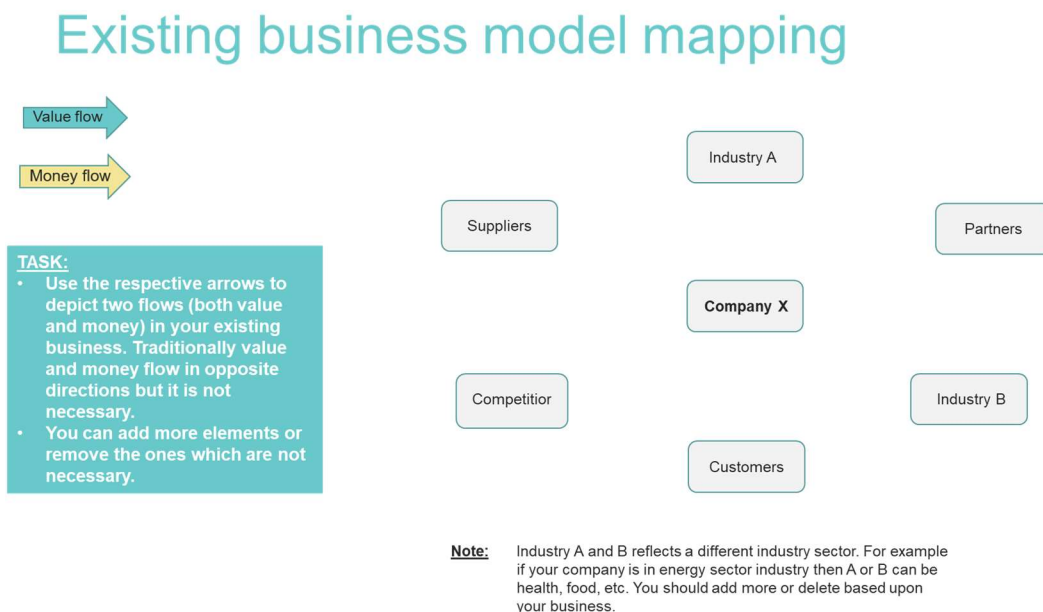 Existing business model mapping
Value flow
Money flow
TASK:
• Use the respective arrows to
depict two flows (both value
and money) in your existing
business. Traditionally value
and money flow in opposite
directions but it is not
necessary.
• You can add more elements or
remove the ones which are not
necessary.
Industry A
Suppliers
Partners
Company X
Competitior
Industry B
Customers
Note: Industry A and B reflects a different industry sector. For example
if your company is in energy sector industry then A or B can be
health, food, etc. You should add more or delete based upon
your business.